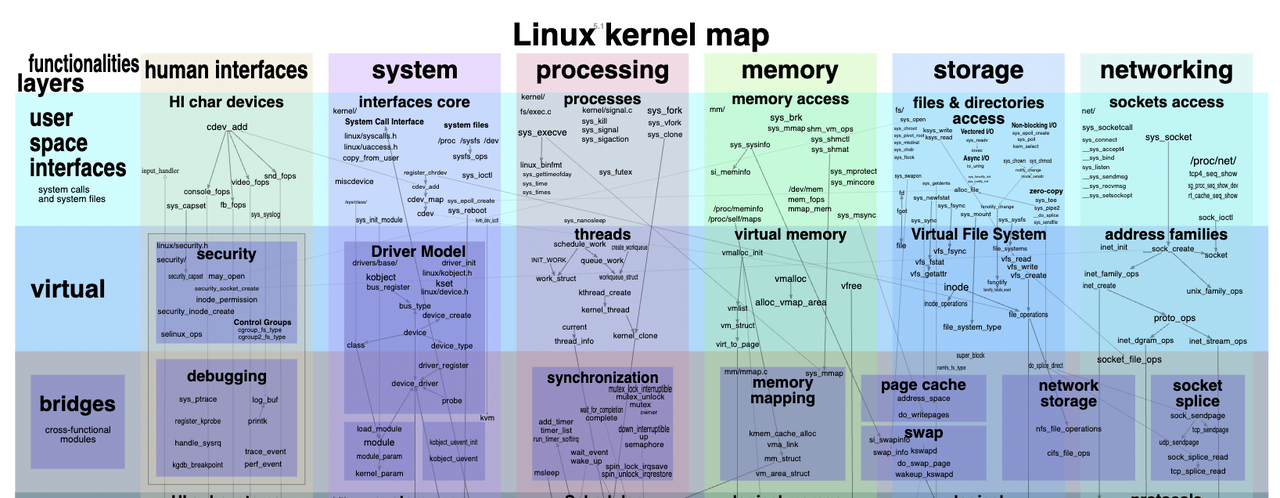 Linux kernel map
5.1
functionalities
layers
human interfaces
system
processing
memory
storage
networking
user
space
interfaces
system calls
and system files
HI char devices
cdev_add
input_handler
snd_fops
video_fops
console_fops
fb_fops
sys_capset
sys_syslog
interfaces core
kernel/
System Call Interface
linux/syscalls.h
linux/uaccess.h
copy_from_user
system files
/proc /sysfs /dev
sysfs_ops
register_chrdev
sys_ioctl
miscdevice
cdev_add
cdev_map
cdev
sys_epoll_create
sys_reboot
sys_init_module
processes
kernel/
fs/exec.c
kernel/signal.c
sys_kill
sys_signal
sys_sigaction
sys_fork
sys_vfork
sys_clone
sys_execve
linux_binfmt
sys_gettimeofday
sys_time
sys_times
sys_futex
sys_nanosleep
memory access
mm/
sys_brk
sys_mmap
shm_vm_ops
sys_shmctl
sys_shmat
sys_sysinfo
si_meminfo
sys_mprotect
sys_mincore
/dev/mem
mem_fops
mmap_mem
/proc/meminfo
/proc/self/maps
sys_msync
files & directories
access
fs/
sys_open
sys_chroot
sys_pivot_root
sys_chdir
sys_flock
ksys_write
sys_read
Vectored I/O
sys_readv
Async I/O
io_uring
Non-blocking I/O
sys_epoll_create
sys_poll
sys_chown
sys_chmod
sys_swapon
sys_getdents
alloc_file
zero-copy
sys_tee
sys_pipe2
do_splice
sys_sendfile
fd
fget
file
sys_newfstat
sys_fsync
sys_sync
sys_mount
sys_sysfs
fsnotify_change
sockets access
net/
sys_socketcall
sys_connect
__sys_accept4
__sys_bind
sys_listen
__sys_sendmsg
__sys_recvmsg
sys_setsockopt
sys_socket
/proc/net/
tcp4_seq_show
sg_proc_seq_show_dev
rt_cache_seq_show
sock_ioctl
virtual
security
linux/security.h
security/
security_capset
may_open
security_socket_create
inode_permission
security_inode_create
selinux_ops
Control Groups
cgroup_fs_type
cgroup2_fs_type
Driver Model
drivers/base/
driver_init
kobject
bus_register
linux/kobject.h
kset
linux/device.h
bus_type
device_create
device
class
device_type
driver_register
device_driver
probe
kvm
threads
schedule_work
create_workqueue
INIT_WORK
queue_work
work_struct
workqueue_struct
kthread_create
kernel_thread
current
thread_info
kernel_clone
virtual memory
vmalloc_init
vmalloc
vfree
alloc_vmap_area
vmlist
vm_struct
virt_to_page
Virtual File System
vfs_fsync
vfs_fstat
vfs_getattr
file_systems
vfs_read
vfs_write
vfs_create
fsnotify
inode
inode_operations
file_operations
file_system_type
super_block
ramfs_fs_type
do_splice_direct
address families
inet_init
sock_create
socket
inet_family_ops
inet_create
unix_family_ops
proto_ops
inet_dgram_ops
inet_stream_ops
socket_file_ops
bridges
cross-functional
modules
debugging
sys_ptrace
log_buf
register_kprobe
printk
handle_sysrq
trace_event
kgdb_breakpoint
perf_event
load_module
module
module_param
kernel_param
kobject_uevent_init
kobject_uevent
synchronization
mutex_lock_interruptible
mutex_unlock
mutex
owner
wait_for_completion
complete
add_timer
timer_list
run_timer_softirq
down_interruptible
up
semaphore
wait_event
wake_up
msleep
spin_lock_irqsave
spin_unlock_irqrestore
mm/mmap.c
sys_mmap
memory
mapping
kmem_cache_alloc
vma_link
mm_struct
vm_area_struct
page cache
address_space
do_writepages
swap
si_swapinfo
swap_info
kswapd
do_swap_page
wakeup_kswapd
network
storage
nfs_file_operations
cifs_file_ops
socket
splice
sock_sendpage
tcp_sendpage
udp_sendpage
sock_splice_read
tcp_splice_read